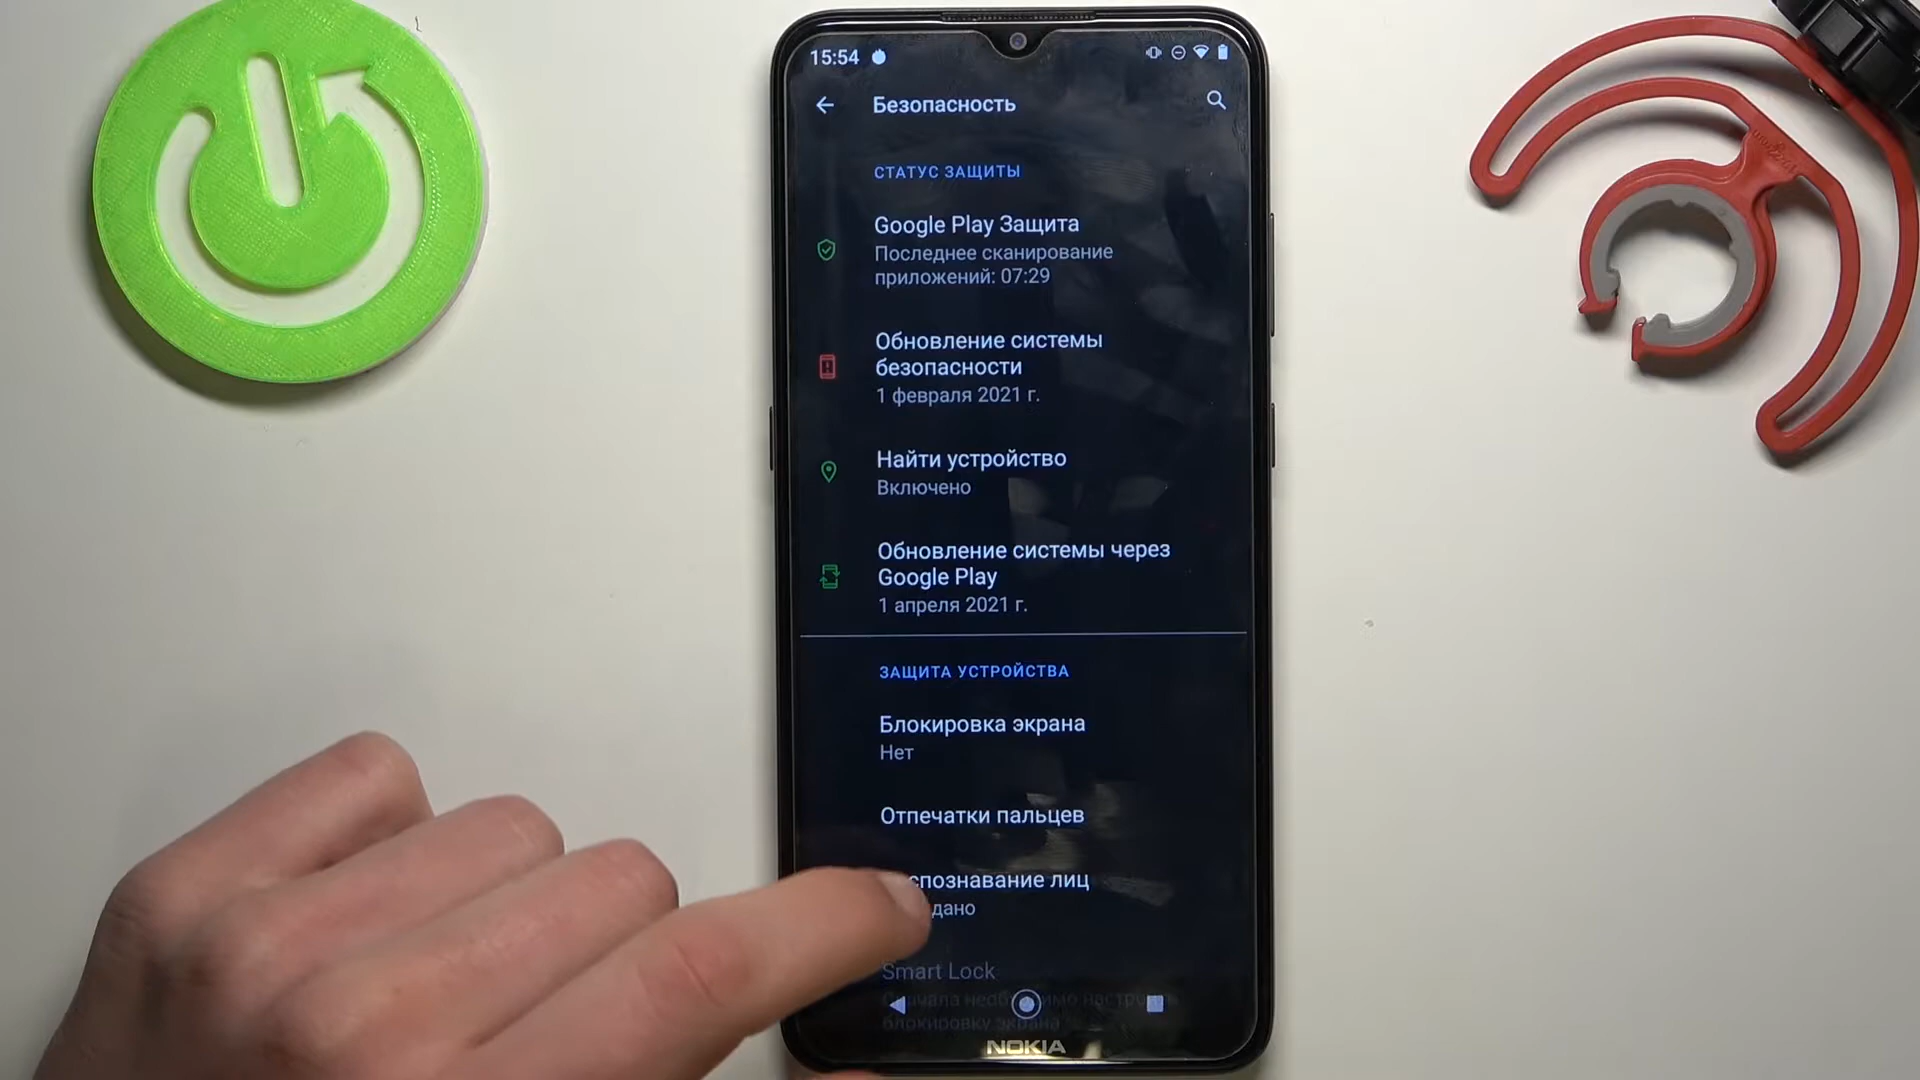 15:54
Безопасность
СТАТУС ЗАЩИТЫ
Google Play Защита
Последнее сканирование
приложений: 07:29
Обновление системы
безопасности
1 февраля 2021 г.
Найти устройство
Включено
Обновление системы через
Google Play
1 апреля 2021 г.
ЗАЩИТА УСТРОЙСТВА
Блокировка экрана
Нет
Отпечатки пальцев
лиц
Smart Lock
блокировку экрана
NOKIA